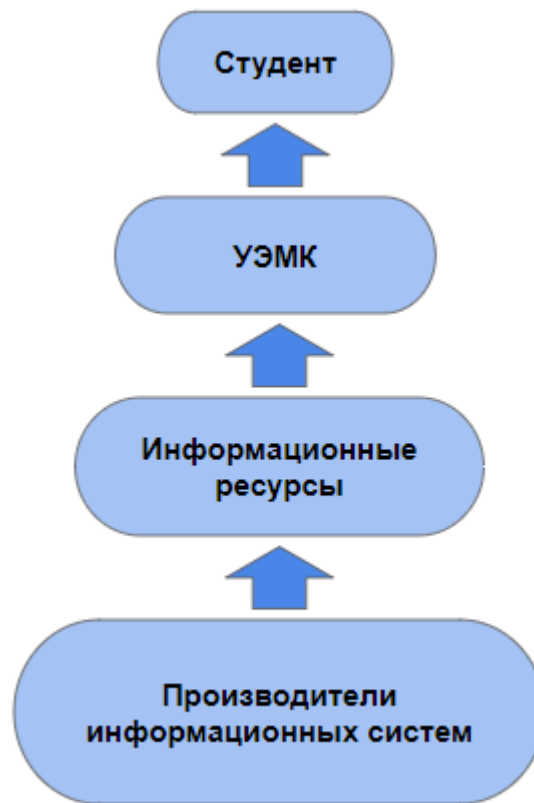 Студент
УЭМК
Информационные
ресурсы
Производители
информационных систем